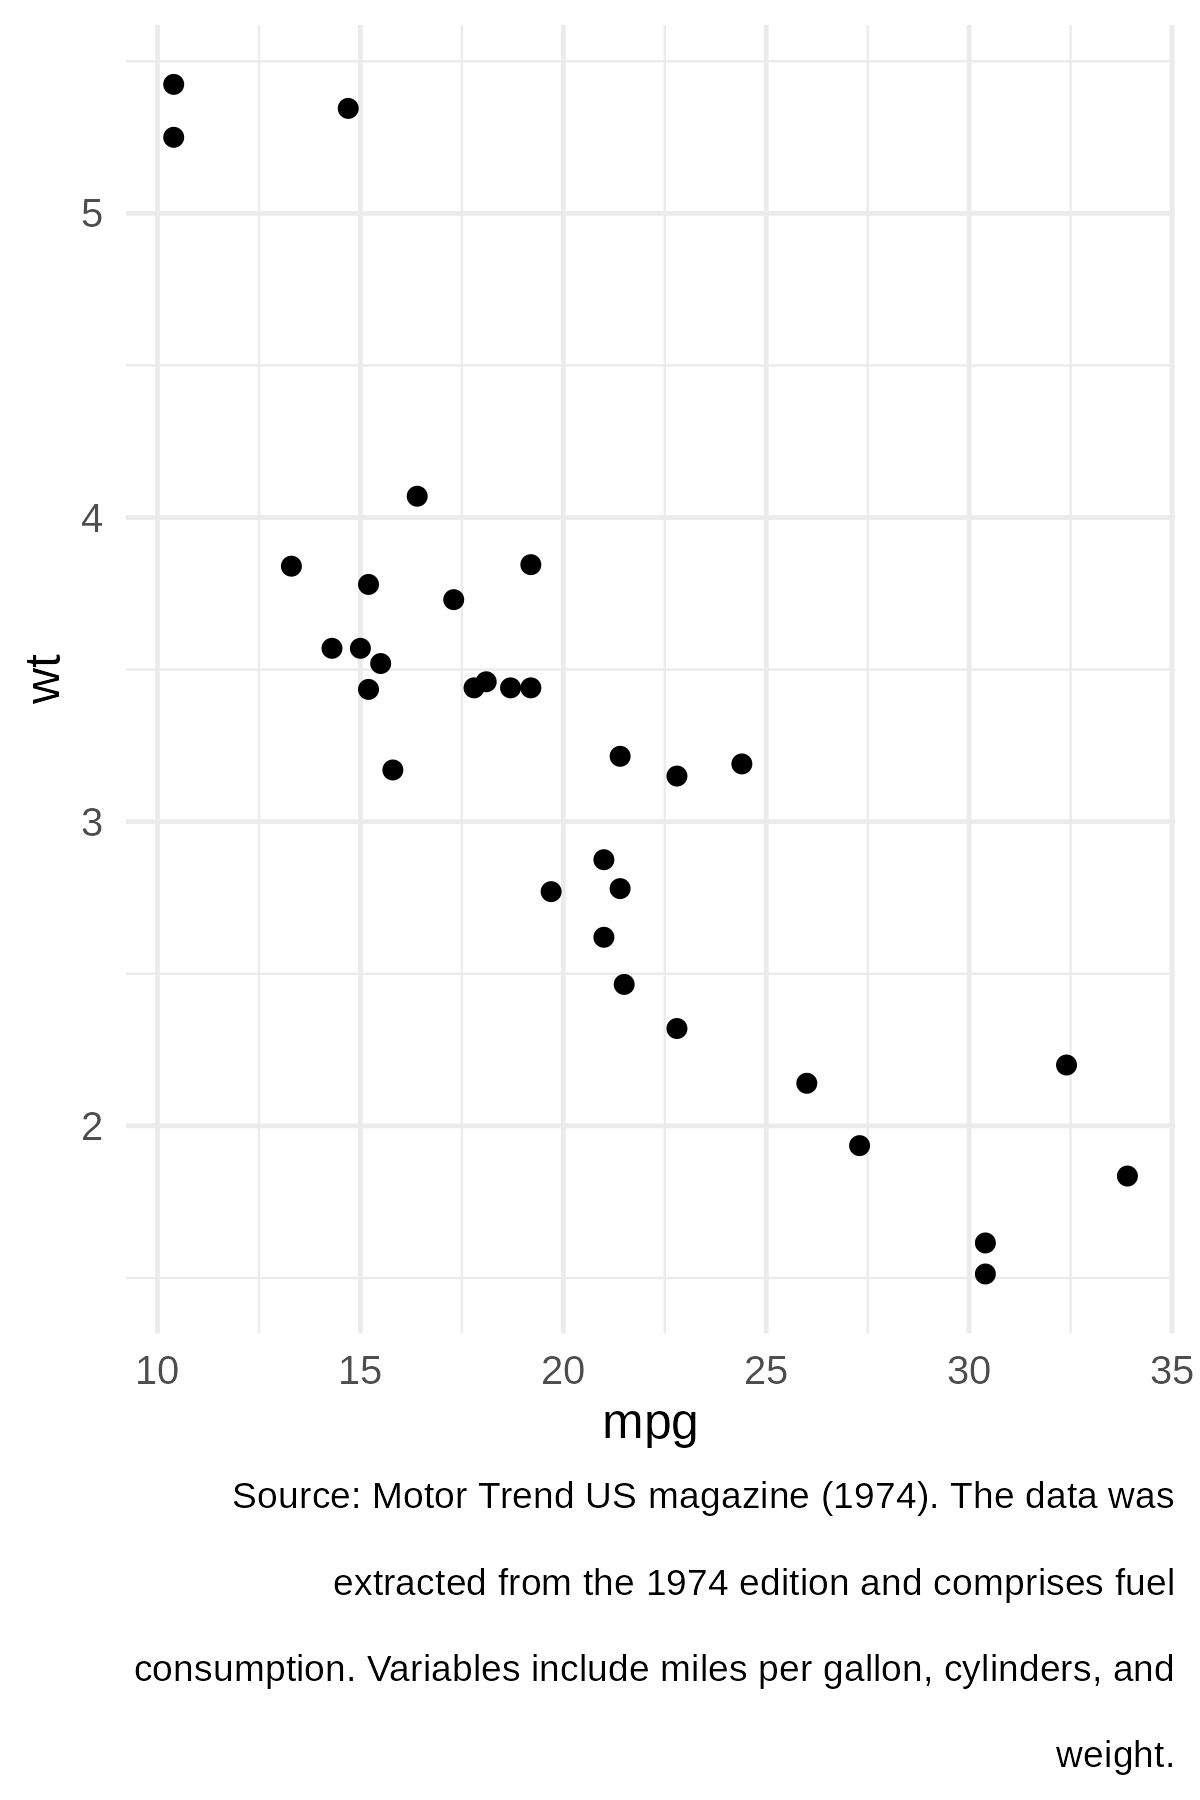 5
4
3
2
wt
10 15 20 25 30 35
mpg
Source: Motor Trend US magazine (1974). The data was
extracted from the 1974 edition and comprises fuel
consumption. Variables include miles per gallon, cylinders, and
weight.